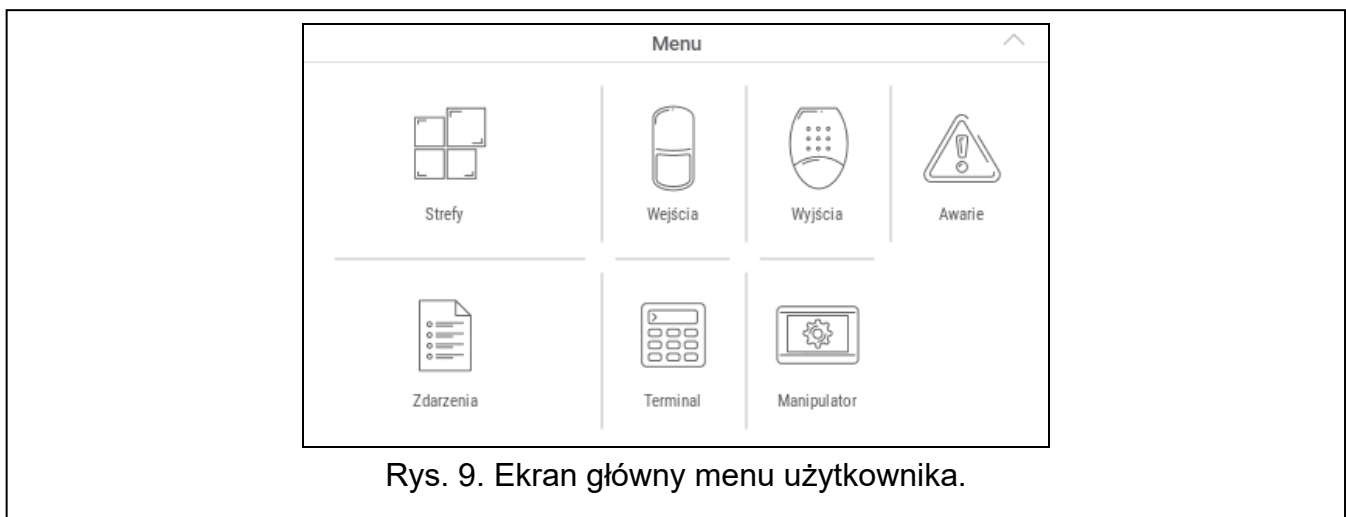 Menu
Strefy
Wejścia
Wyjścia
Awarie
Zdarzenia
Terminal
Manipulator
Rys. 9. Ekran główny menu użytkownika.